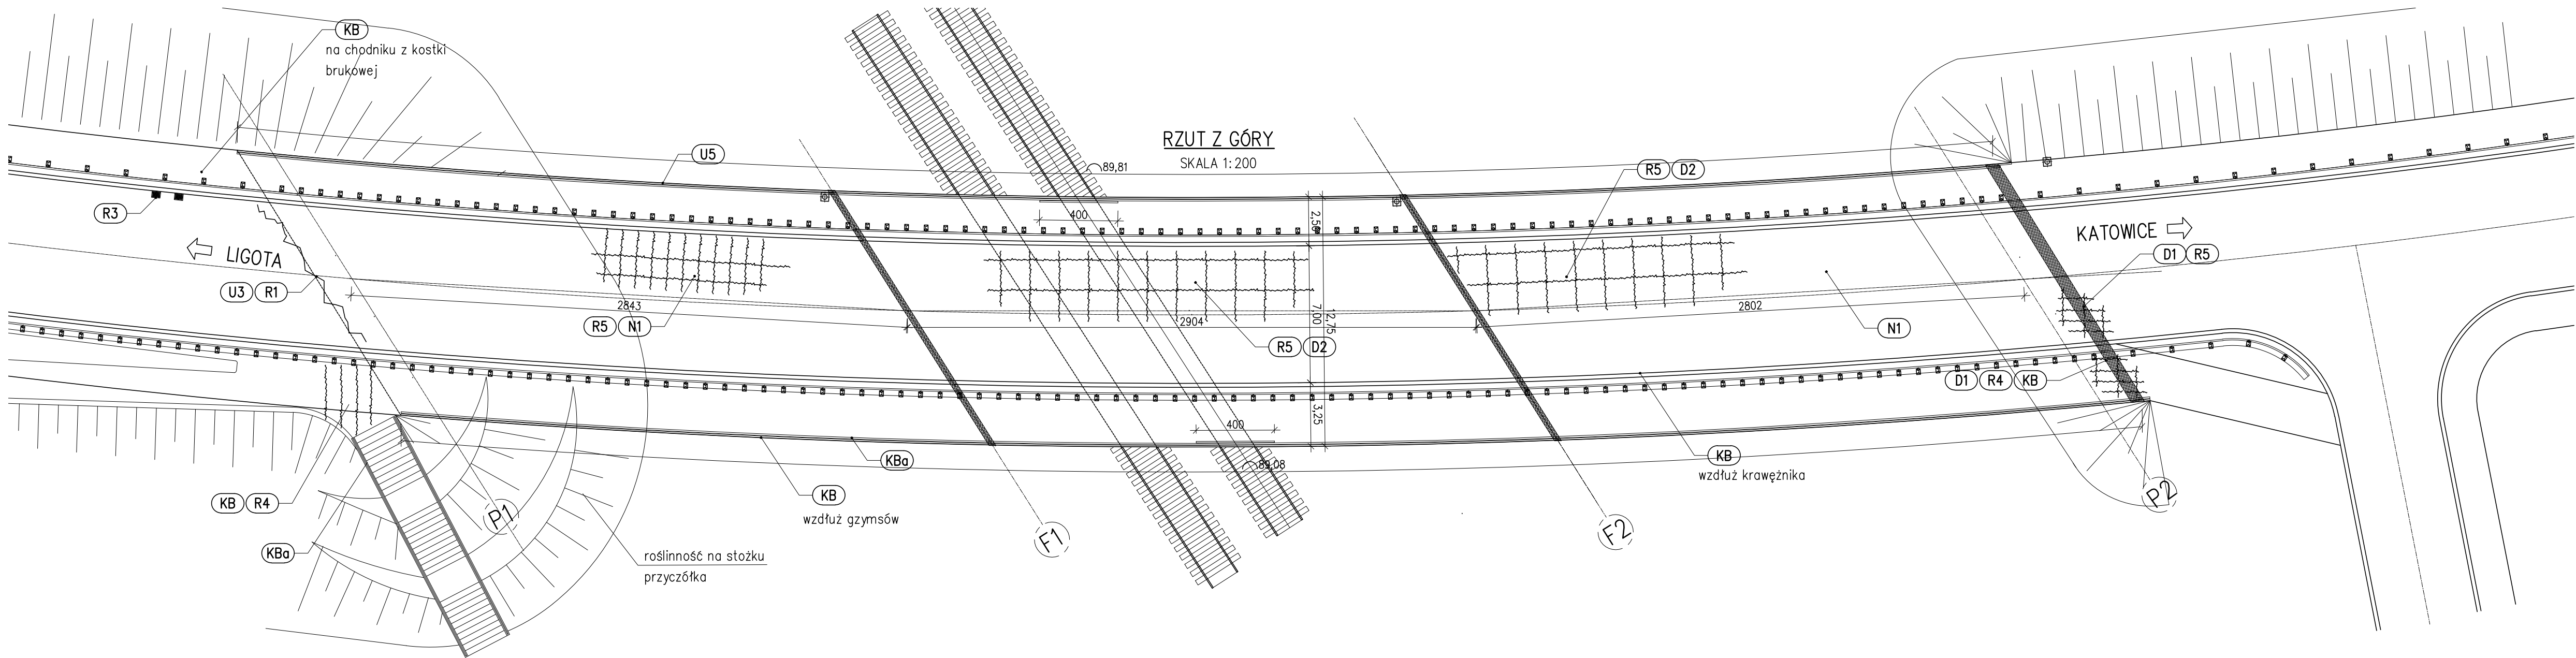 KB
na chodniku z kostki
brukowej
RZUT Z GÓRY
SKALA 1:200
U5
89,81
R5 D2
R3
400
2,50
LIGOTA
KATOWICE
D1 R5
U3 R1
2843
2904
7,00
12,75
2802
R5 N1
R5 D2
N1
D1 R4 KB
400
3,25
KB R4
KBa
89,08
KB
wzdłuż krawężnika
KB
wzdłuż gzymsów
P1
F1
F2
P2
KBa
roślinność na stożku
przyczółka